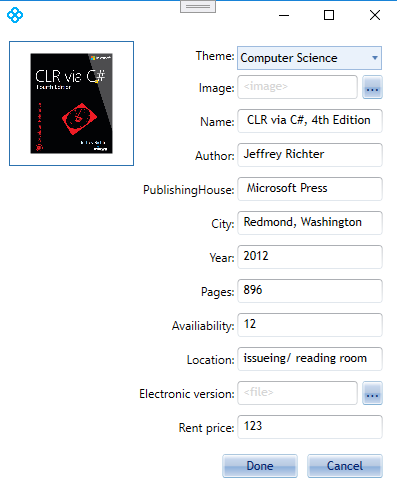 CLR via C#
Fourth Edition
Theme: Computer Science
Image: <image> ...
Name: CLR via C#, 4th Edition
Author: Jeffrey Richter
PublishingHouse: Microsoft Press
City: Redmond, Washington
Year: 2012
Pages: 896
Availiability: 12
Location: issueing/ reading room
Electronic version: <file> ...
Rent price: 123
Done Cancel